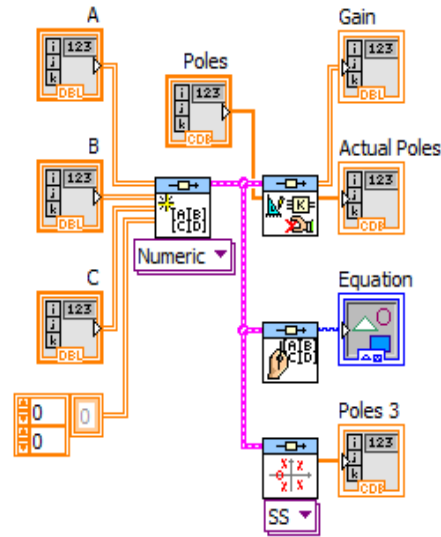 A
i
j
k
123
DBL
Poles
i
j
k
123
CDB
Gain
i
j
k
123
DBL
B
i
j
k
123
DBL
[A|B]
[C|D]
Numeric
K
Actual Poles
i
j
k
123
CDB
C
i
j
k
123
DBL
[A|B]
[C|D]
Equation
0
0
0
SS
Poles 3
i
j
k
123
CDB